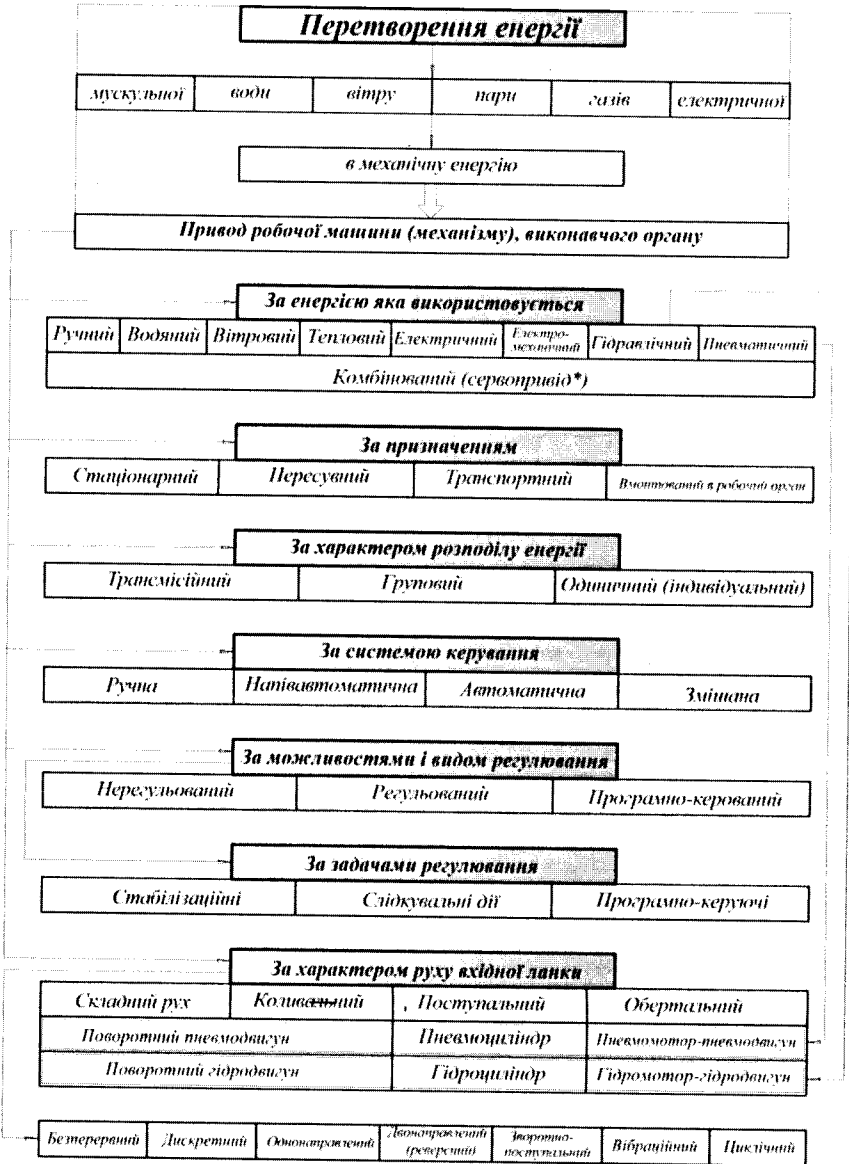 Перетворення енергії
мускульної води вітру пари газів електричної
в механічну енергію
Привод робочої машини (механізму), виконавчого органу
За енергією яка використовується
Ручний Водяний Вітровий Тепловий Електричний Електро-механічний Гідравлічний Пневматичний
Комбінований (сервопривід*)
За призначенням
Стаціонарний Пересувний Транспортний Вмонтований в робочий орган
За характером розподілу енергії
Трансмісійний Груповий Одиничний (індивідуальний)
За системою керування
Ручна Напівавтоматична Автоматична Змішана
За можливостями і видом регулювання
Нерегульований Регульований Програмно-керований
За задачами регулювання
Стабілізаційні Слідкувальні дії Програмно-керуючі
За характером руху вхідної ланки
Складний рух Коливальний Поступальний Обертальний
Поворотний пневмодвигун Пневмоциліндр Пневмомотор-пневмодвигун
Поворотний гідродвигун Гідроциліндр Гідромотор-гідродвигун
Безперервний Дискретний Однонаправлений Двонаправлений (реверсний) Зворотно-поступальний Вібраційний Циклічний